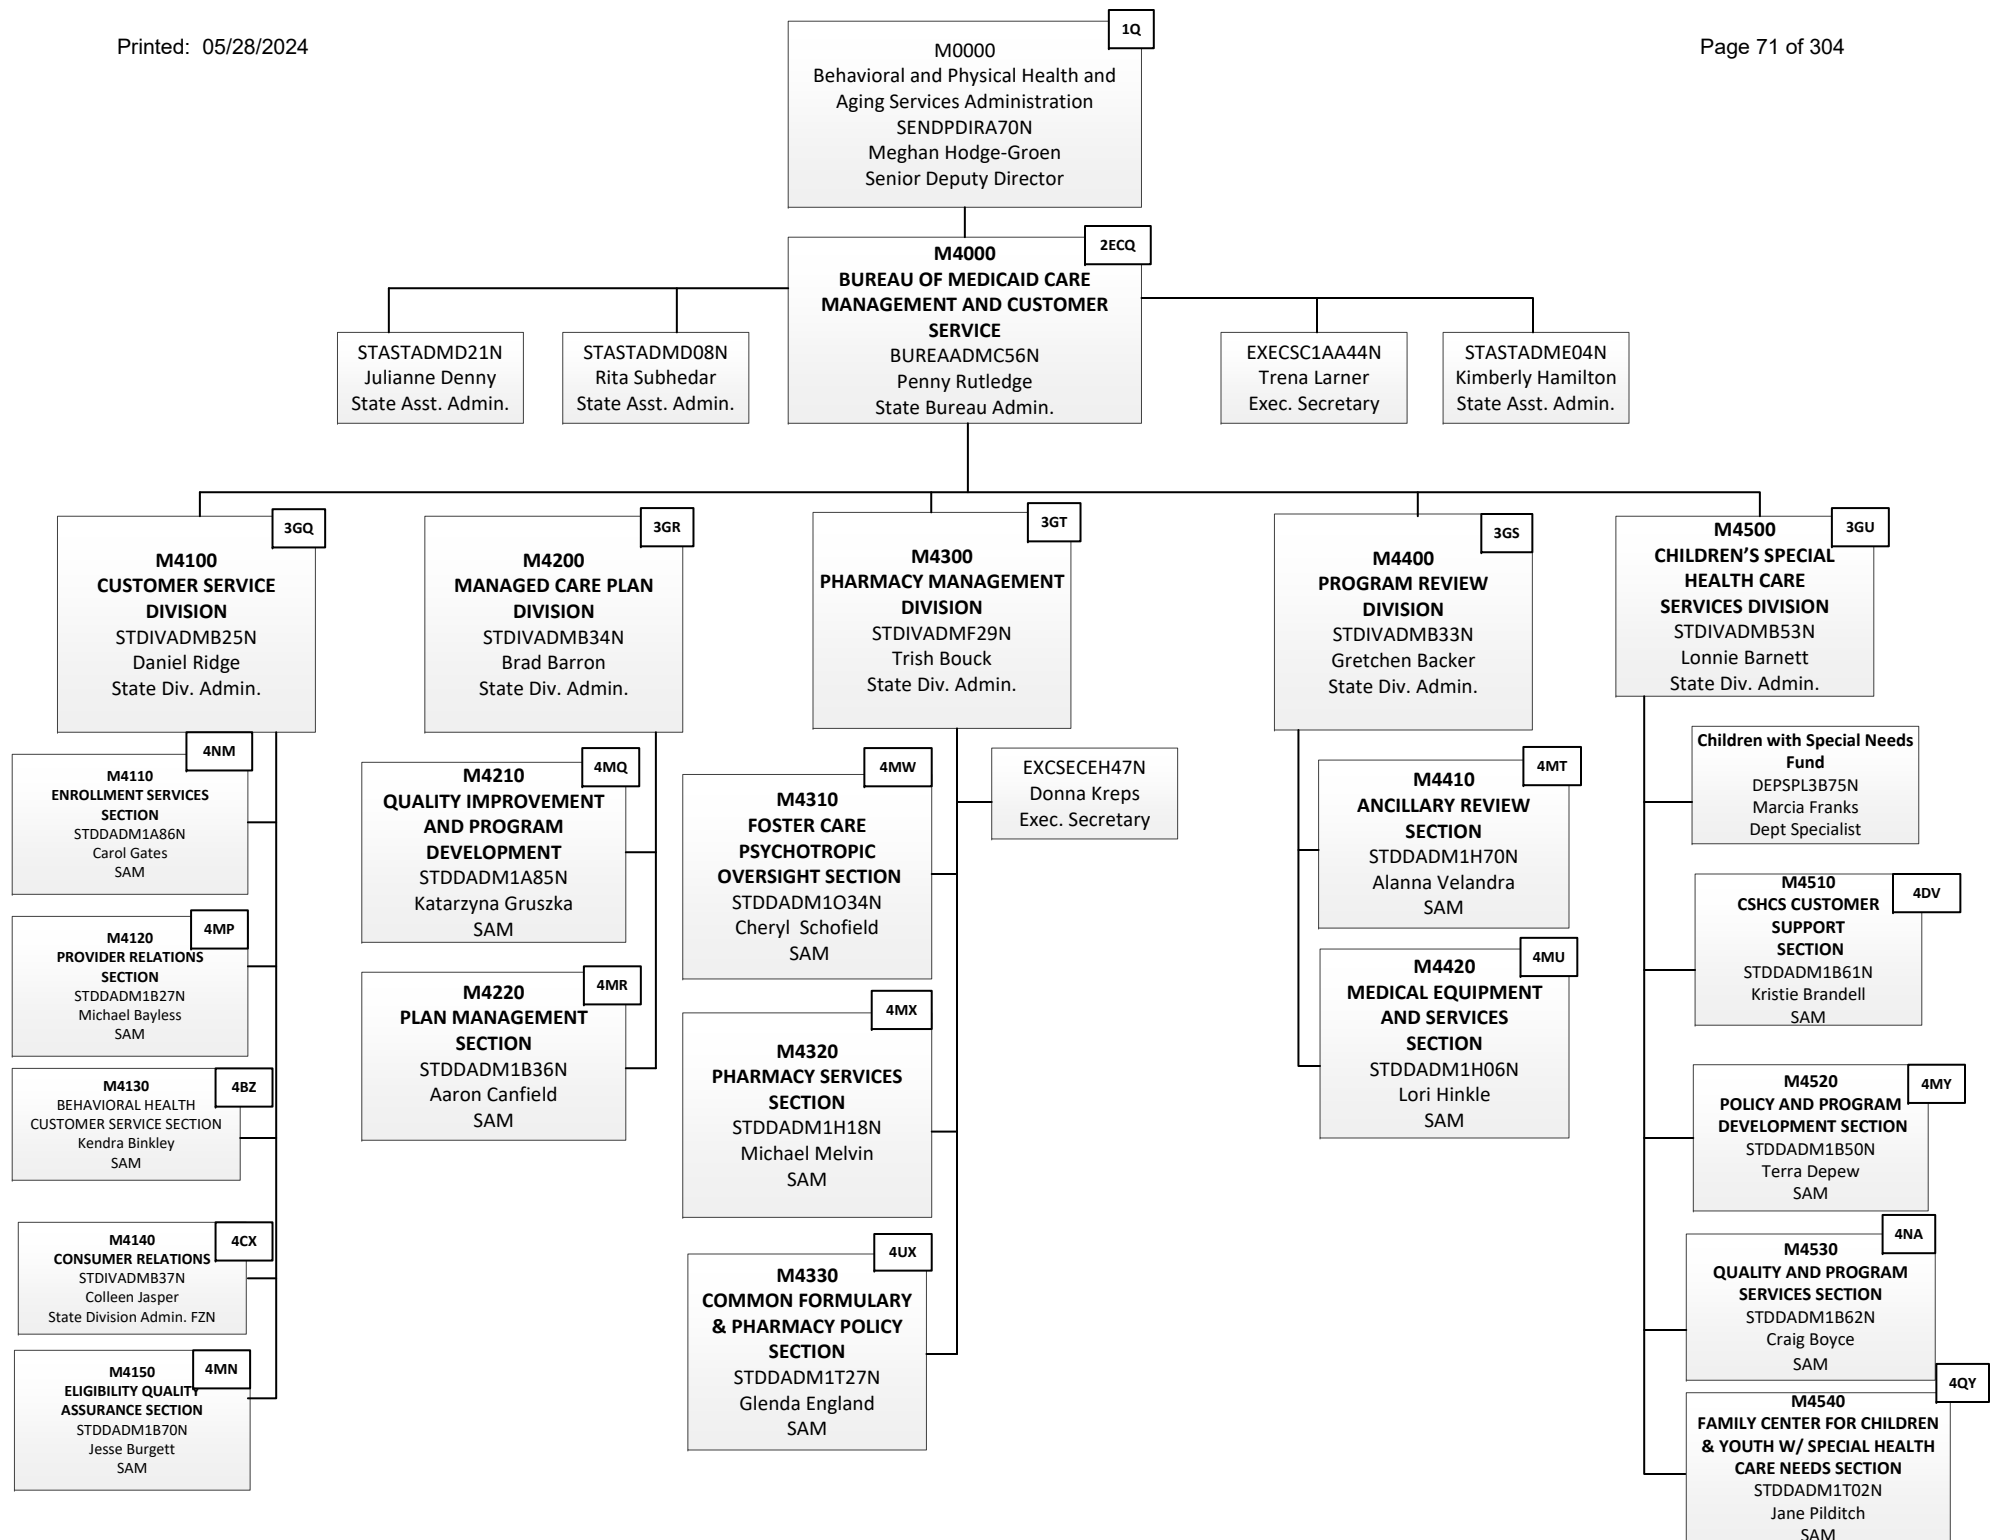 Printed:  05/28/2024
Page 71 of 304
1Q
M0000
Behavioral and Physical Health and
Aging Services Administration
SENDPDIRA70N
Meghan Hodge-Groen
Senior Deputy Director
2ECQ
M4000
BUREAU OF MEDICAID CARE
MANAGEMENT AND CUSTOMER
SERVICE
BUREAADMC56N
Penny Rutledge
State Bureau Admin.
STASTADMD21N
Julianne Denny
State Asst. Admin.
STASTADMD08N
Rita Subhedar
State Asst. Admin.
EXECSC1AA44N
Trena Larner
Exec. Secretary
STASTADME04N
Kimberly Hamilton
State Asst. Admin.
3GQ
M4100
CUSTOMER SERVICE
DIVISION
STDIVADMB25N
Daniel Ridge
State Div. Admin.
3GR
M4200
MANAGED CARE PLAN
DIVISION
STDIVADMB34N
Brad Barron
State Div. Admin.
3GT
M4300
PHARMACY MANAGEMENT
DIVISION
STDIVADMF29N
Trish Bouck
State Div. Admin.
3GS
M4400
PROGRAM REVIEW
DIVISION
STDIVADMB33N
Gretchen Backer
State Div. Admin.
3GU
M4500
CHILDREN'S SPECIAL
HEALTH CARE
SERVICES DIVISION
STDIVADMB53N
Lonnie Barnett
State Div. Admin.
4NM
M4110
ENROLLMENT SERVICES
SECTION
STDDADM1A86N
Carol Gates
SAM
4MP
M4120
PROVIDER RELATIONS
SECTION
STDDADM1B27N
Michael Bayless
SAM
4BZ
M4130
BEHAVIORAL HEALTH
CUSTOMER SERVICE SECTION
Kendra Binkley
SAM
4CX
M4140
CONSUMER RELATIONS
STDIVADMB37N
Colleen Jasper
State Division Admin. FZN
4MN
M4150
ELIGIBILITY QUALITY
ASSURANCE SECTION
STDDADM1B70N
Jesse Burgett
SAM
4MQ
M4210
QUALITY IMPROVEMENT
AND PROGRAM
DEVELOPMENT
STDDADM1A85N
Katarzyna Gruszka
SAM
4MR
M4220
PLAN MANAGEMENT
SECTION
STDDADM1B36N
Aaron Canfield
SAM
4MW
M4310
FOSTER CARE
PSYCHOTROPIC
OVERSIGHT SECTION
STDDADM1O34N
Cheryl  Schofield
SAM
EXCSECEH47N
Donna Kreps
Exec. Secretary
4MX
M4320
PHARMACY SERVICES
SECTION
STDDADM1H18N
Michael Melvin
SAM
4UX
M4330
COMMON FORMULARY
& PHARMACY POLICY
SECTION
STDDADM1T27N
Glenda England
SAM
4MT
M4410
ANCILLARY REVIEW
SECTION
STDDADM1H70N
Alanna Velandra
SAM
4MU
M4420
MEDICAL EQUIPMENT
AND SERVICES
SECTION
STDDADM1H06N
Lori Hinkle
SAM
Children with Special Needs
Fund
DEPSPL3B75N
Marcia Franks
Dept Specialist
4DV
M4510
CSHCS CUSTOMER
SUPPORT
SECTION
STDDADM1B61N
Kristie Brandell
SAM
4MY
M4520
POLICY AND PROGRAM
DEVELOPMENT SECTION
STDDADM1B50N
Terra Depew
SAM
4NA
M4530
QUALITY AND PROGRAM
SERVICES SECTION
STDDADM1B62N
Craig Boyce
SAM
4QY
M4540
FAMILY CENTER FOR CHILDREN
& YOUTH W/ SPECIAL HEALTH
CARE NEEDS SECTION
STDDADM1T02N
Jane Pilditch
SAM